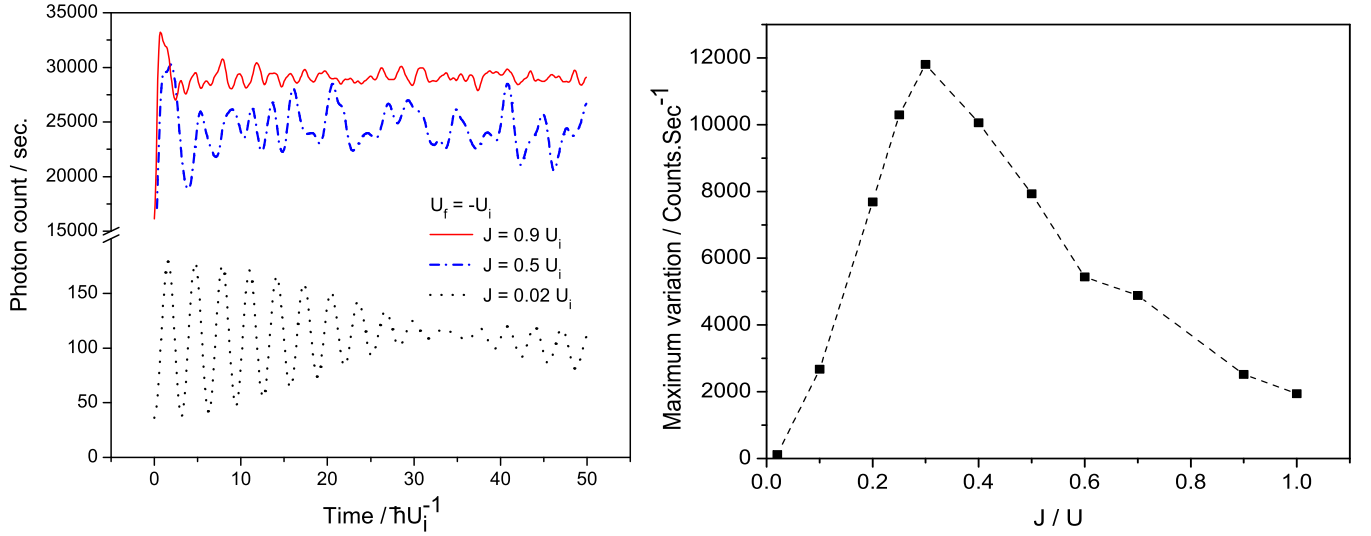 35000
30000
25000
20000
15000
150
100
50
0
Photon count / sec.
U_f = -U_i
J = 0.9 U_i
J = 0.5 U_i
J = 0.02 U_i
0 10 20 30 40 50
Time / ħU_i^-1
12000
10000
8000
6000
4000
2000
0
Maximum variation / Counts.Sec^-1
0.0 0.2 0.4 0.6 0.8 1.0
J / U